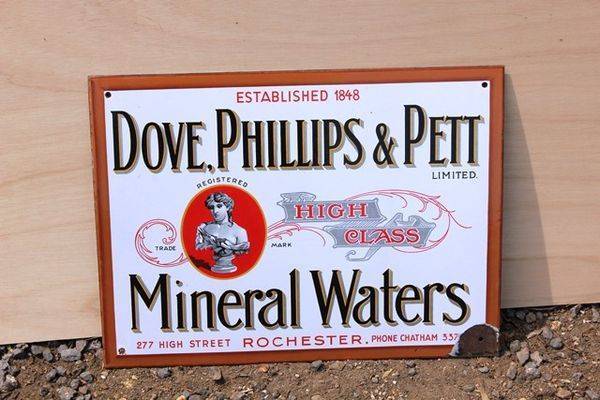 ESTABLISHED 1848
DOVE, PHILLIPS & PETT
LIMITED.
REGISTERED
TRADE MARK
HIGH
CLASS
Mineral Waters
277 HIGH STREET ROCHESTER. PHONE CHATHAM 337